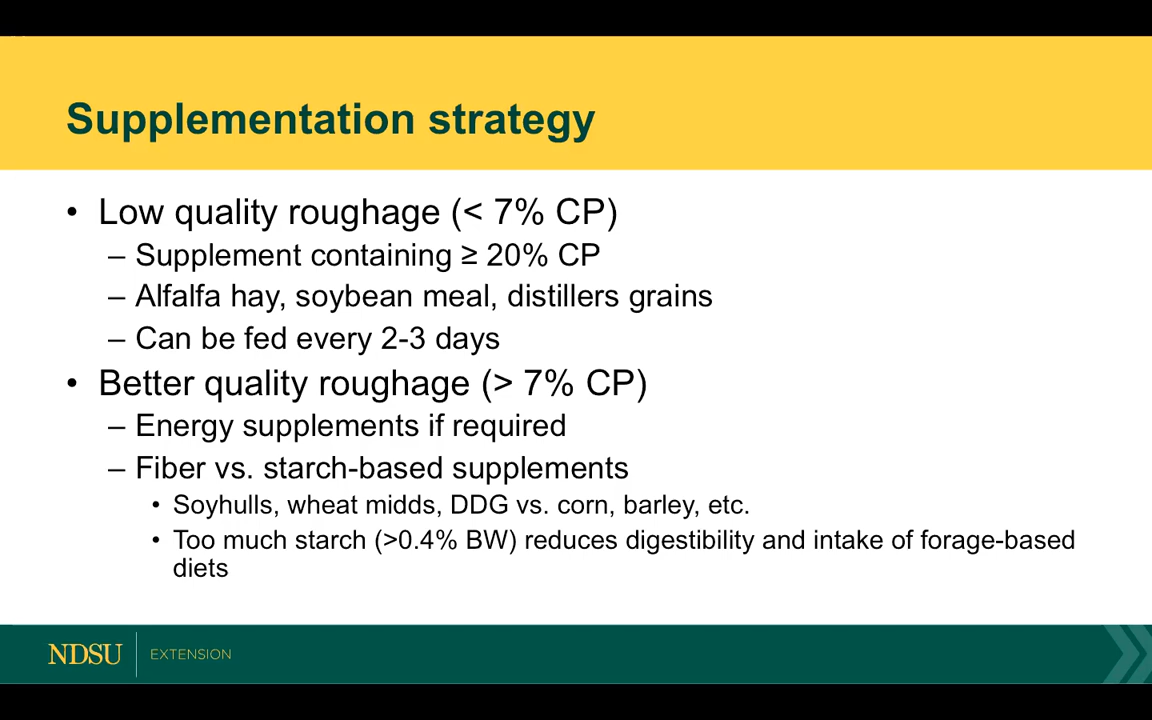 Supplementation strategy
• Low quality roughage (< 7% CP)
– Supplement containing ≥ 20% CP
– Alfalfa hay, soybean meal, distillers grains
– Can be fed every 2-3 days
• Better quality roughage (> 7% CP)
– Energy supplements if required
– Fiber vs. starch-based supplements
• Soyhulls, wheat midds, DDG vs. corn, barley, etc.
• Too much starch (>0.4% BW) reduces digestibility and intake of forage-based
diets
NDSU EXTENSION